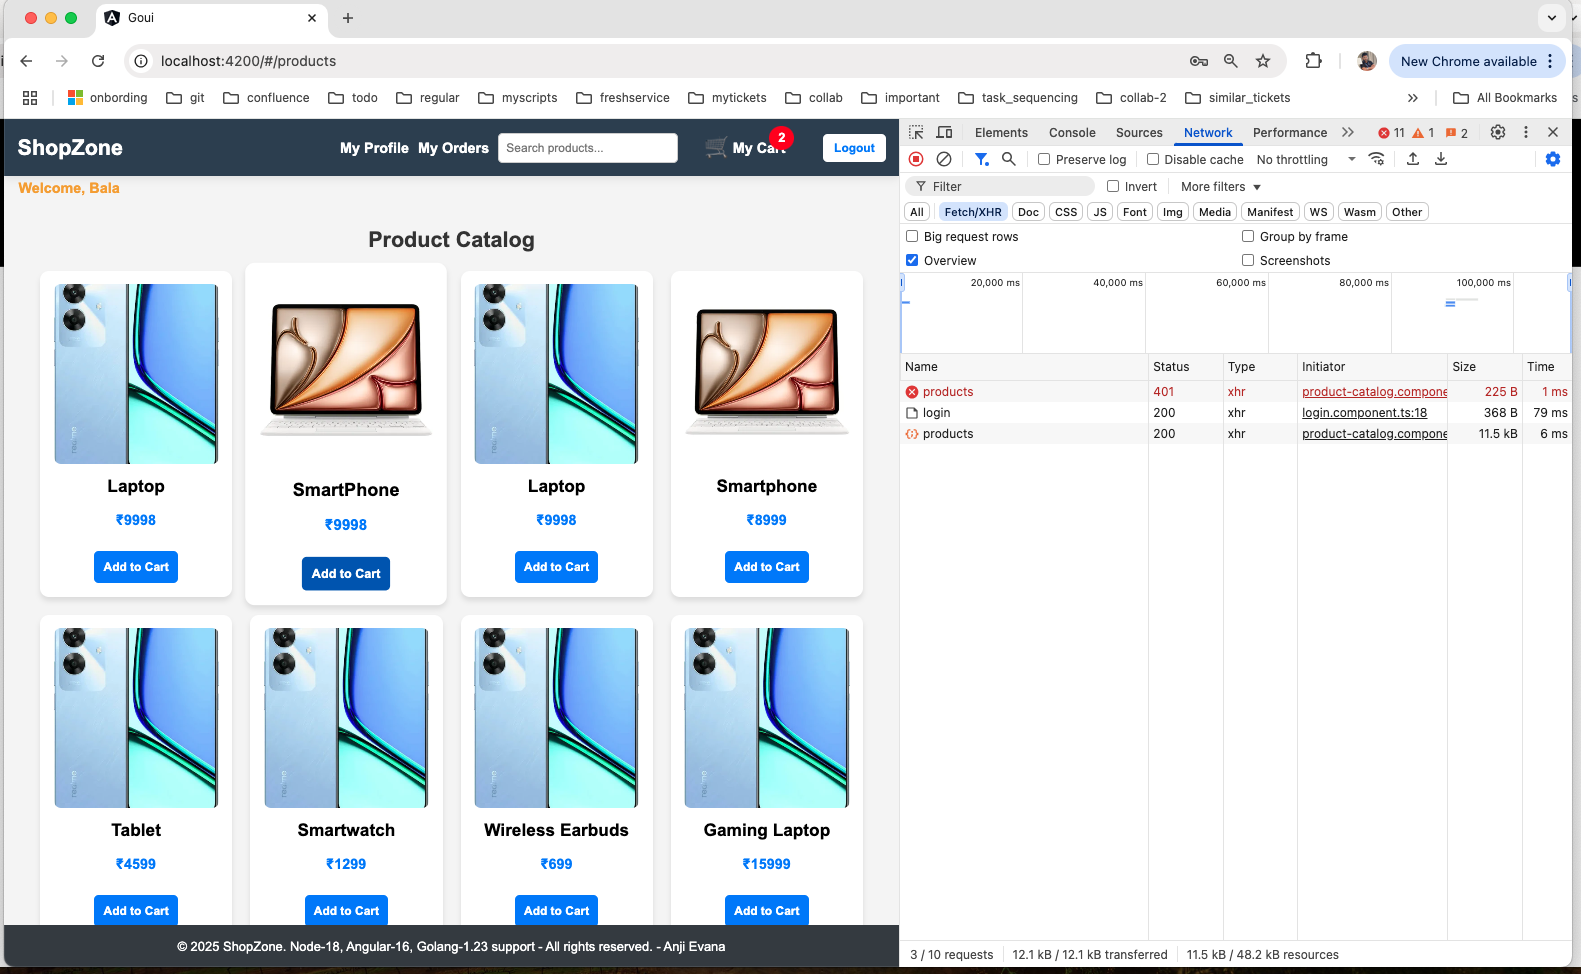 Goui
localhost:4200/#/products
New Chrome available
onbording git confluence todo regular myscripts freshservice mytickets collab important task_sequencing collab-2 similar_tickets » All Bookmarks
ShopZone
My Profile My Orders Search products... My Cart 2 Logout
Welcome, Bala
Product Catalog
Laptop
₹9998
Add to Cart
SmartPhone
₹9998
Add to Cart
Laptop
₹9998
Add to Cart
Smartphone
₹8999
Add to Cart
Tablet
₹4599
Add to Cart
Smartwatch
₹1299
Add to Cart
Wireless Earbuds
₹699
Add to Cart
Gaming Laptop
₹15999
Add to Cart
© 2025 ShopZone. Node-18, Angular-16, Golang-1.23 support - All rights reserved. - Anji Evana
Elements Console Sources Network Performance » 11 1 2
Preserve log Disable cache No throttling
Filter Invert More filters
All Fetch/XHR Doc CSS JS Font Img Media Manifest WS Wasm Other
Big request rows Group by frame
Overview Screenshots
20,000 ms 40,000 ms 60,000 ms 80,000 ms 100,000 ms
Name Status Type Initiator Size Time
products 401 xhr product-catalog.compone 225 B 1 ms
login 200 xhr login.component.ts:18 368 B 79 ms
products 200 xhr product-catalog.compone 11.5 kB 6 ms
3 / 10 requests 12.1 kB / 12.1 kB transferred 11.5 kB / 48.2 kB resources